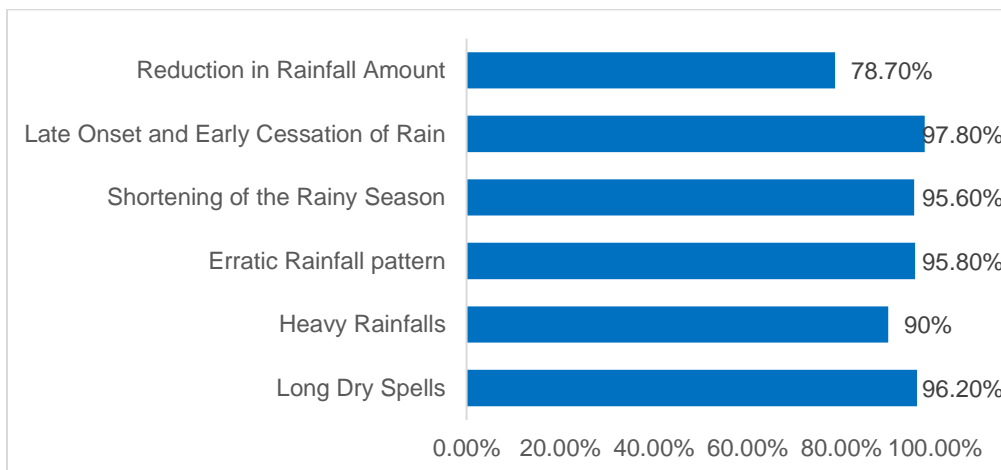 Reduction in Rainfall Amount 78.70%
Late Onset and Early Cessation of Rain 97.80%
Shortening of the Rainy Season 95.60%
Erratic Rainfall pattern 95.80%
Heavy Rainfalls 90%
Long Dry Spells 96.20%
0.00% 20.00% 40.00% 60.00% 80.00% 100.00%